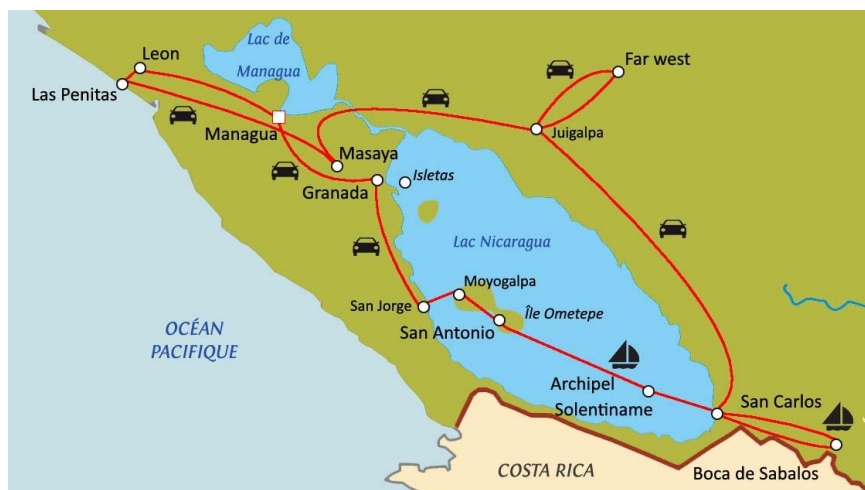 Leon
Lac de
Managua
Far west
Las Penitas
Managua
Juigalpa
Masaya
Granada
Isletas
Lac Nicaragua
Moyogalpa
San Jorge
Île Ometepe
San Antonio
OCÉAN
PACIFIQUE
Archipel
Solentiname
San Carlos
COSTA RICA
Boca de Sabalos